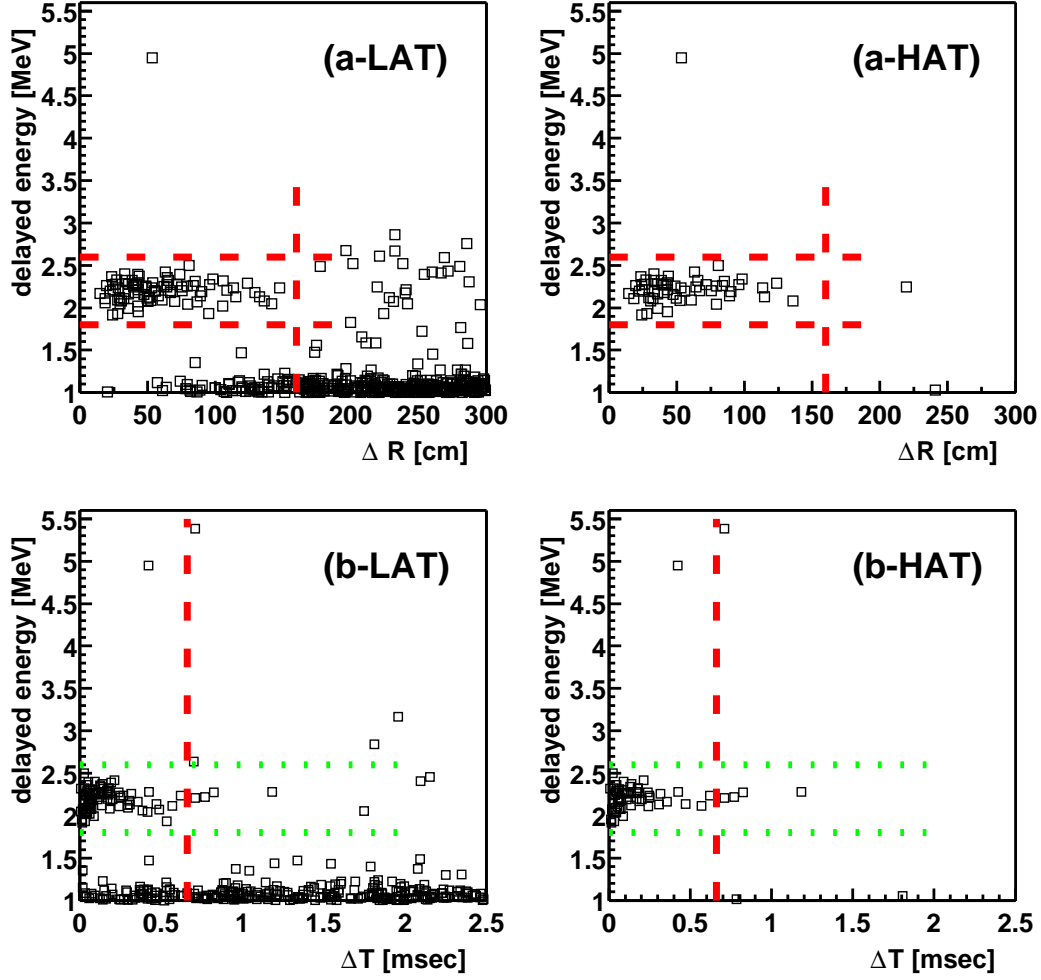 delayed energy [MeV]
(a-LAT)
5.5
5
4.5
4
3.5
3
2.5
2
1.5
1
0 50 100 150 200 250 300
Δ R [cm]
delayed energy [MeV]
(a-HAT)
5.5
5
4.5
4
3.5
3
2.5
2
1.5
1
0 50 100 150 200 250 300
ΔR [cm]
delayed energy [MeV]
(b-LAT)
5.5
5
4.5
4
3.5
3
2.5
2
1.5
1
0 0.5 1 1.5 2 2.5
ΔT [msec]
delayed energy [MeV]
(b-HAT)
5.5
5
4.5
4
3.5
3
2.5
2
1.5
1
0 0.5 1 1.5 2 2.5
ΔT [msec]